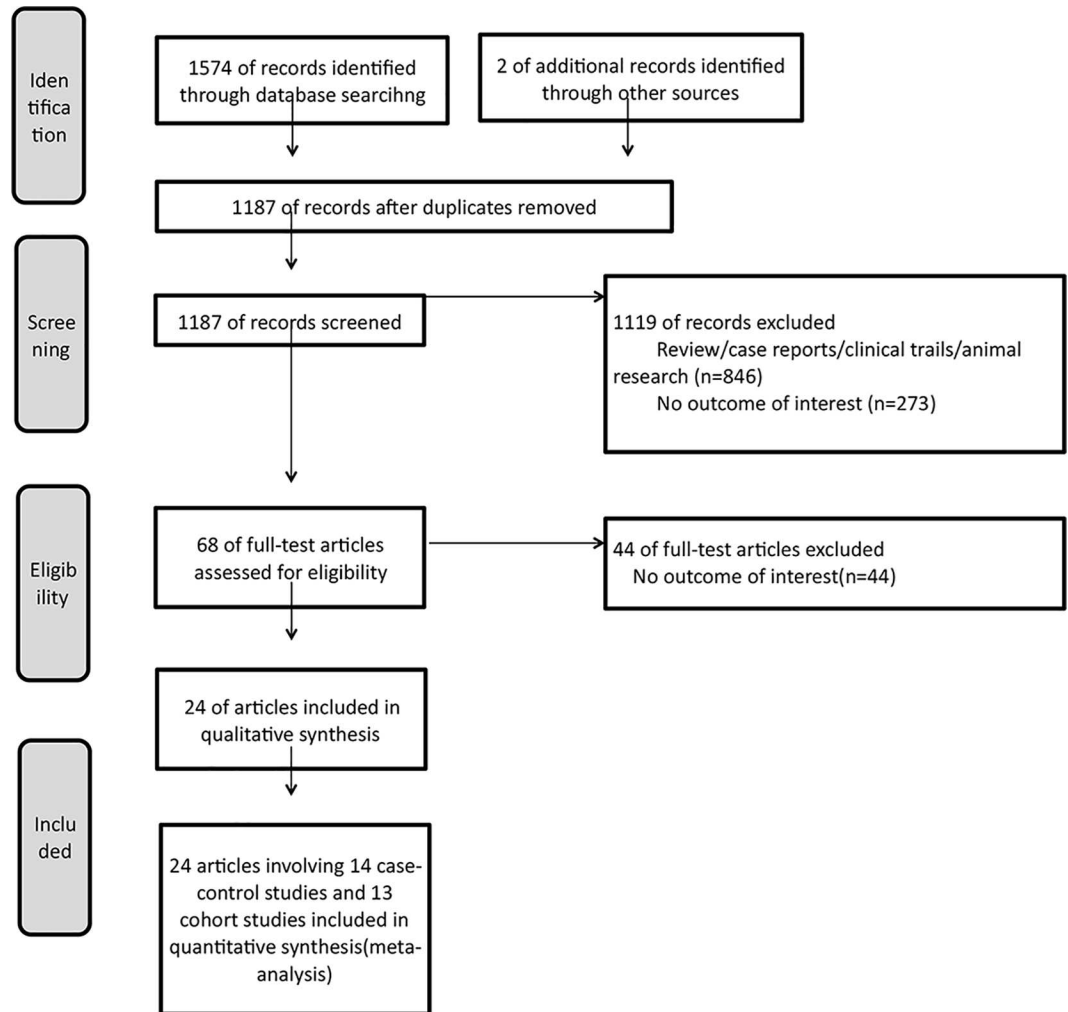 Iden
tifica
tion
1574 of records identified
through database searcihng
2 of additional records identified
through other sources
1187 of records after duplicates removed
Scree
ning
1187 of records screened
1119 of records excluded
Review/case reports/clinical trails/animal
research (n=846)
No outcome of interest (n=273)
Eligib
ility
68 of full-test articles
assessed for eligibility
44 of full-test articles excluded
No outcome of interest(n=44)
24 of articles included in
qualitative synthesis
Inclu
ded
24 articles involving 14 case-
control studies and 13
cohort studies included in
quantitative synthesis(meta-
analysis)